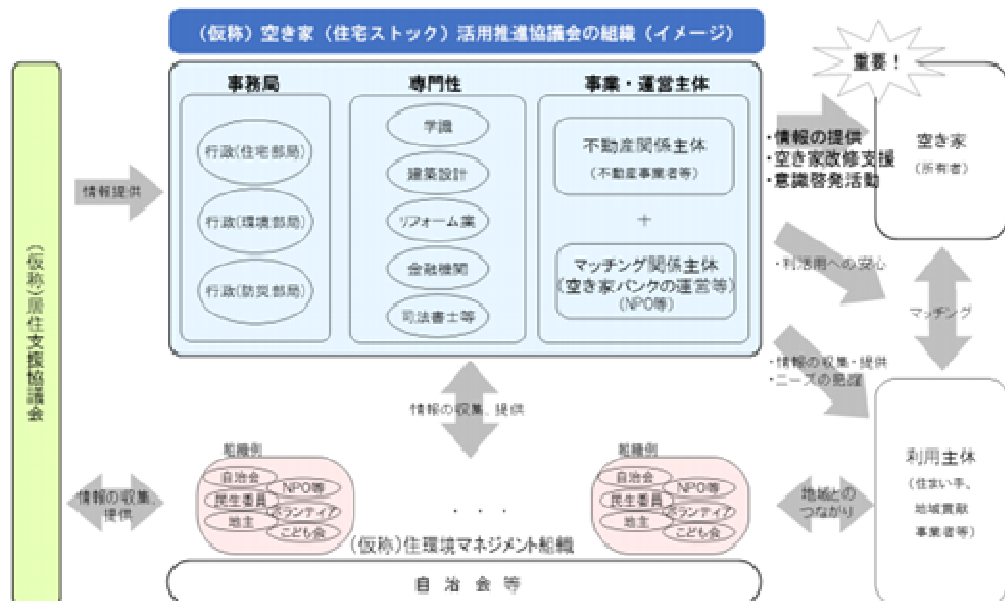 (仮称)空き家(住宅ストック)活用推進協議会の組織(イメージ)
重要!
(仮称)居住支援協議会
情報提供
事務局
行政(住宅部局)
行政(環境部局)
行政(防災部局)
専門性
学識
建築設計
リフォーム業
金融機関
司法書士等
事業・運営主体
不動産関係主体
(不動産事業者等)
+
マッチング関係主体
(空き家バンクの運営等)
(NPO等)
・情報の提供
・空き家改修支援
・意識啓発活動
空き家
(所有者)
・利活用への安心
マッチング
・情報の収集・提供
・ニーズの把握
情報の収集、提供
情報の収集、
提供
組織例
自治会
NPO等
民生委員
ボランティア
地主
こども会
・・・
組織例
自治会
NPO等
民生委員
ボランティア
地主
こども会
(仮称)住環境マネジメント組織
自治会等
地域との
つながり
利用主体
(住まい手、
地域貢献
事業者等)